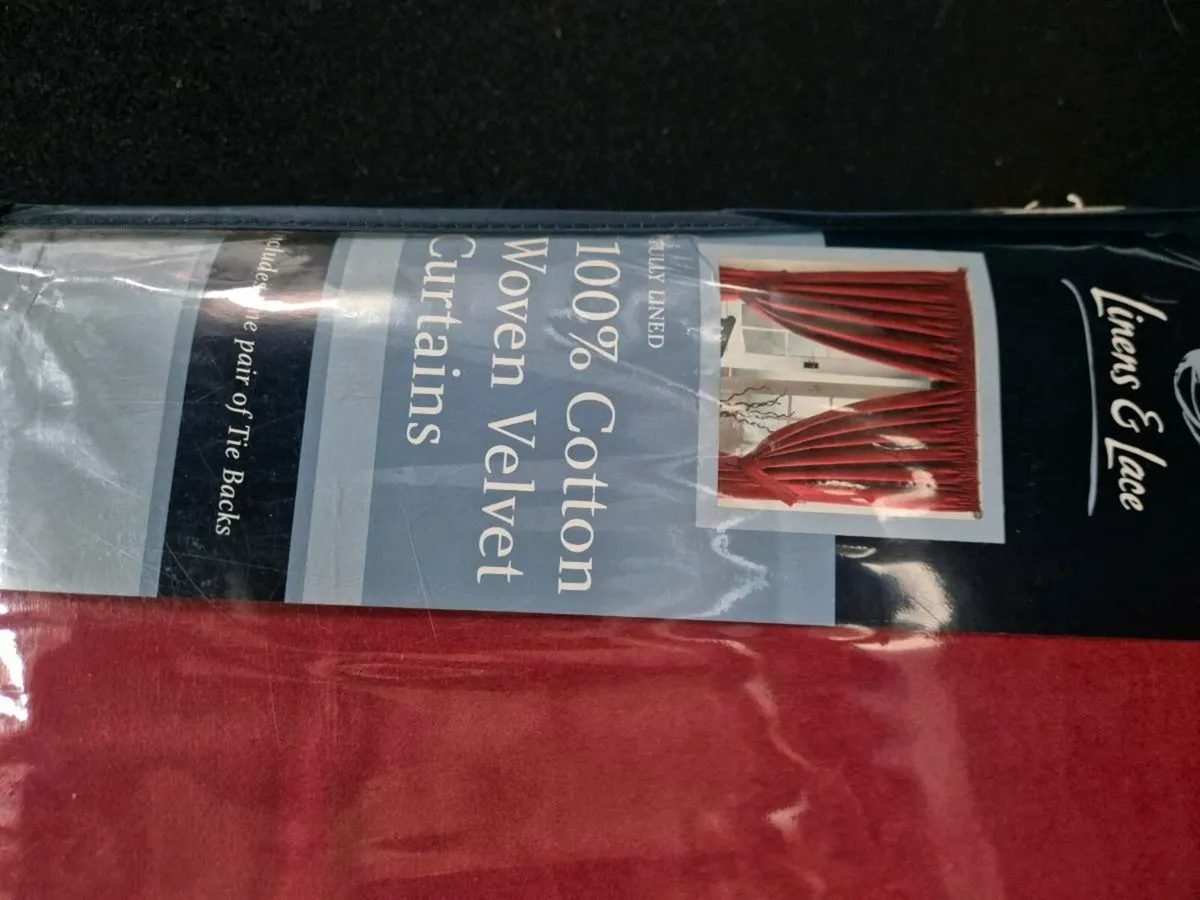 Linens & Lace
FULLY LINED
100% Cotton
Woven Velvet
Curtains
pair of Tie Backs